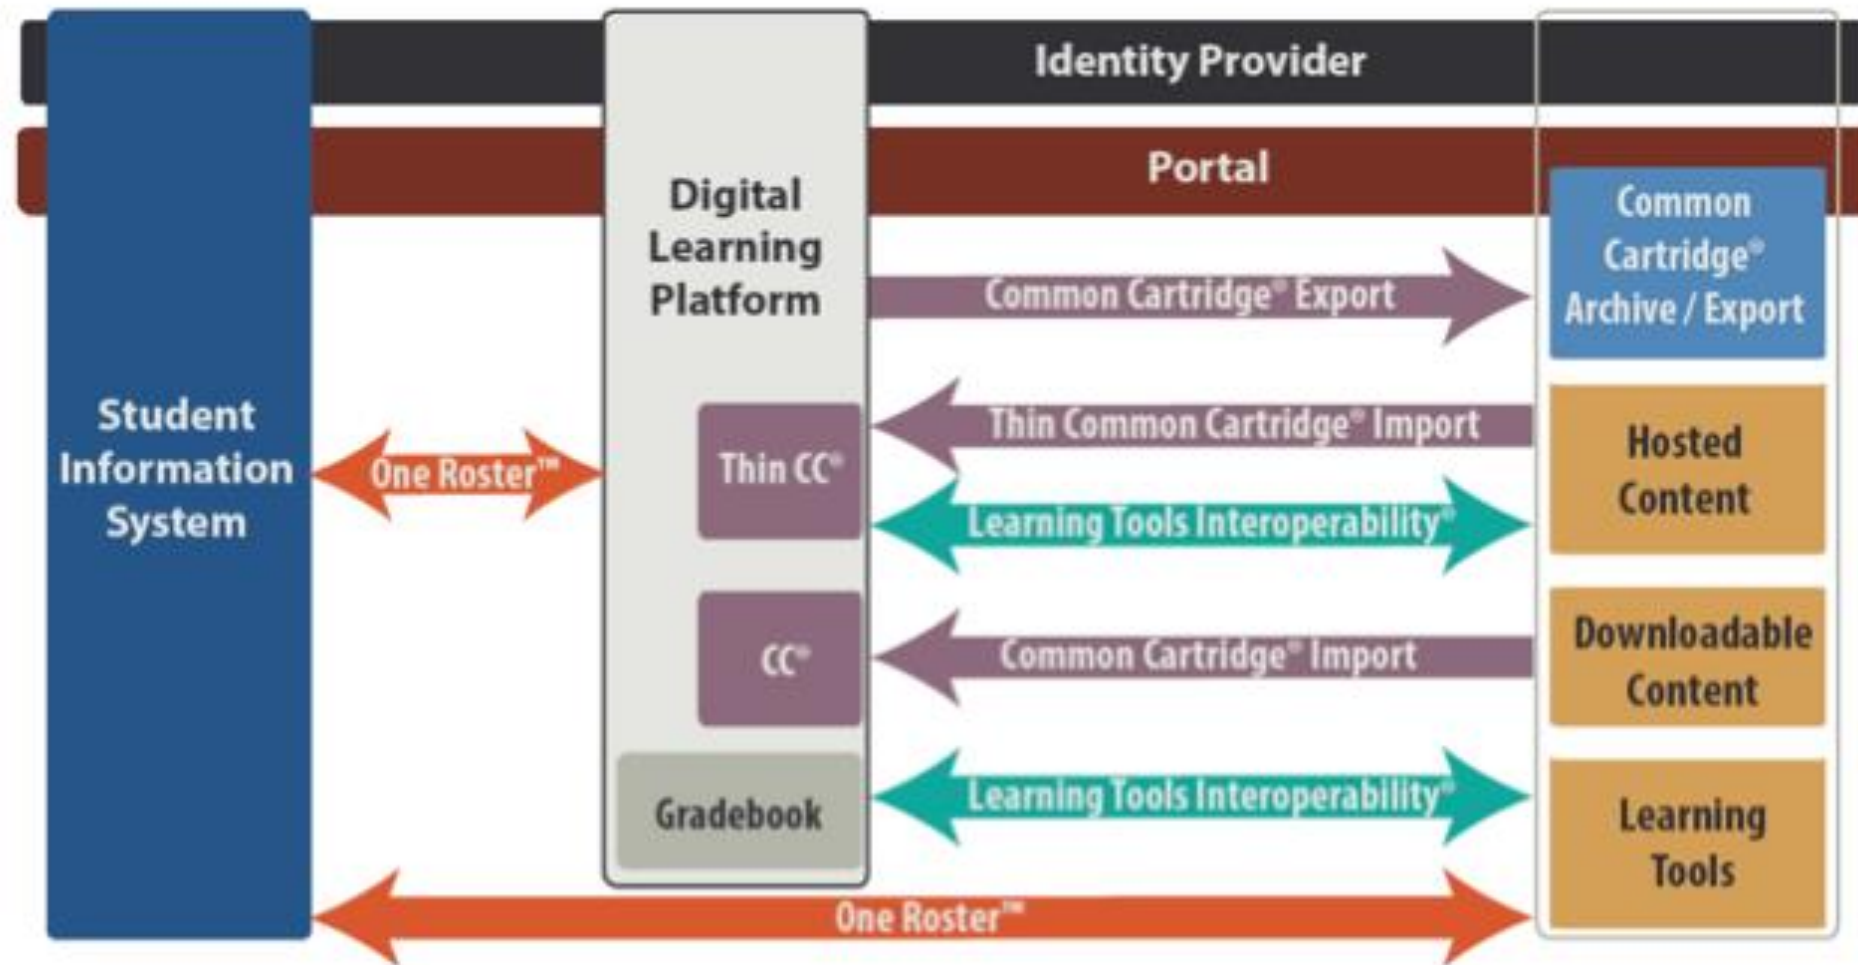 Identity Provider
Portal
Student
Information
System
One Roster™
Digital
Learning
Platform
Thin CC®
CC®
Gradebook
Common Cartridge® Export
Thin Common Cartridge® Import
Learning Tools Interoperability®
Common Cartridge® Import
Learning Tools Interoperability®
One Roster™
Common
Cartridge®
Archive / Export
Hosted
Content
Downloadable
Content
Learning
Tools